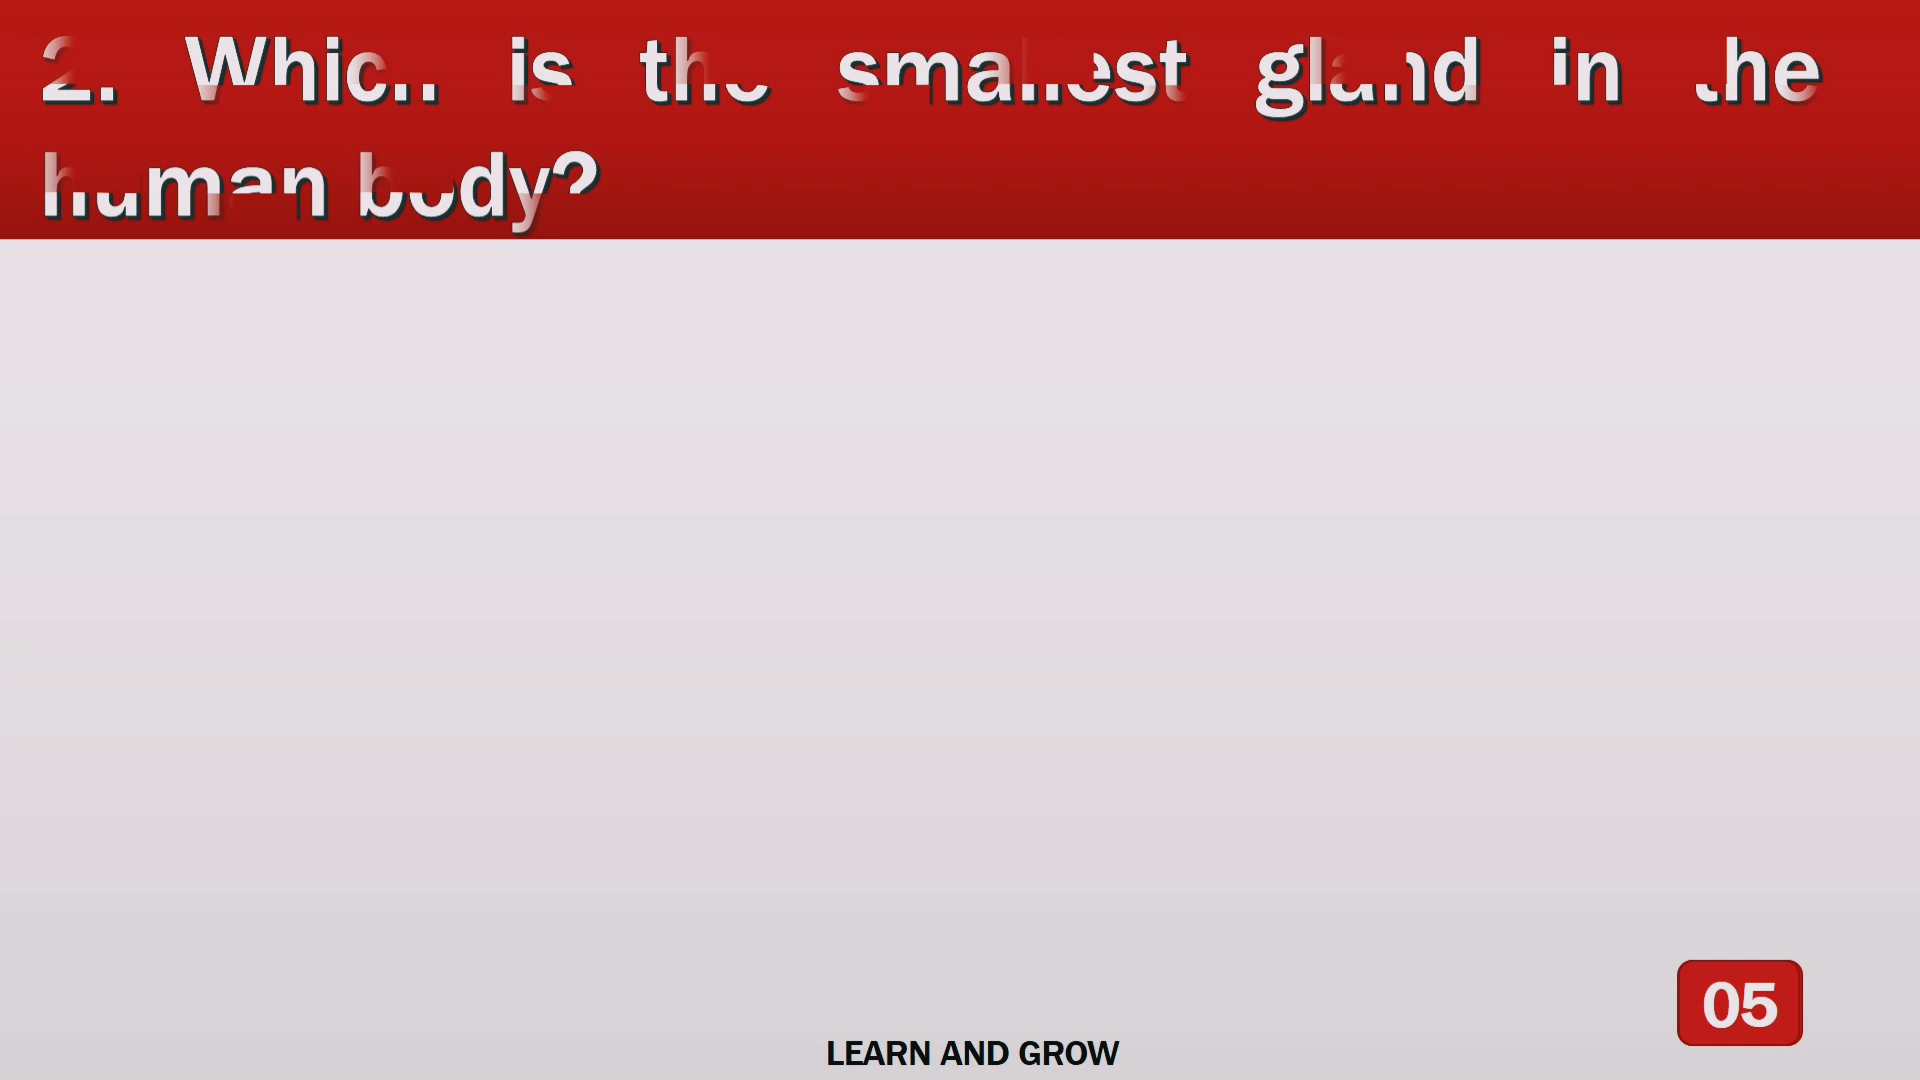 2. Which is the smallest gland in the
human body?
05
LEARN AND GROW